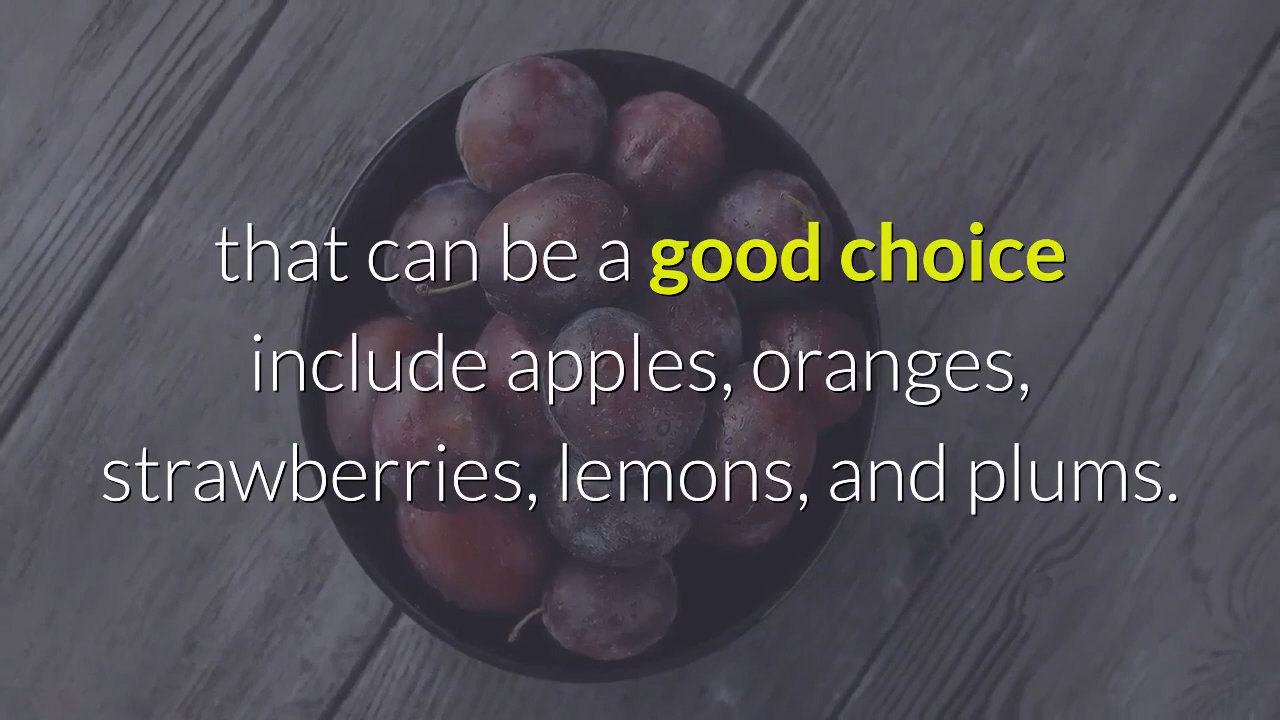 that can be a good choice
include apples, oranges,
strawberries, lemons, and plums.